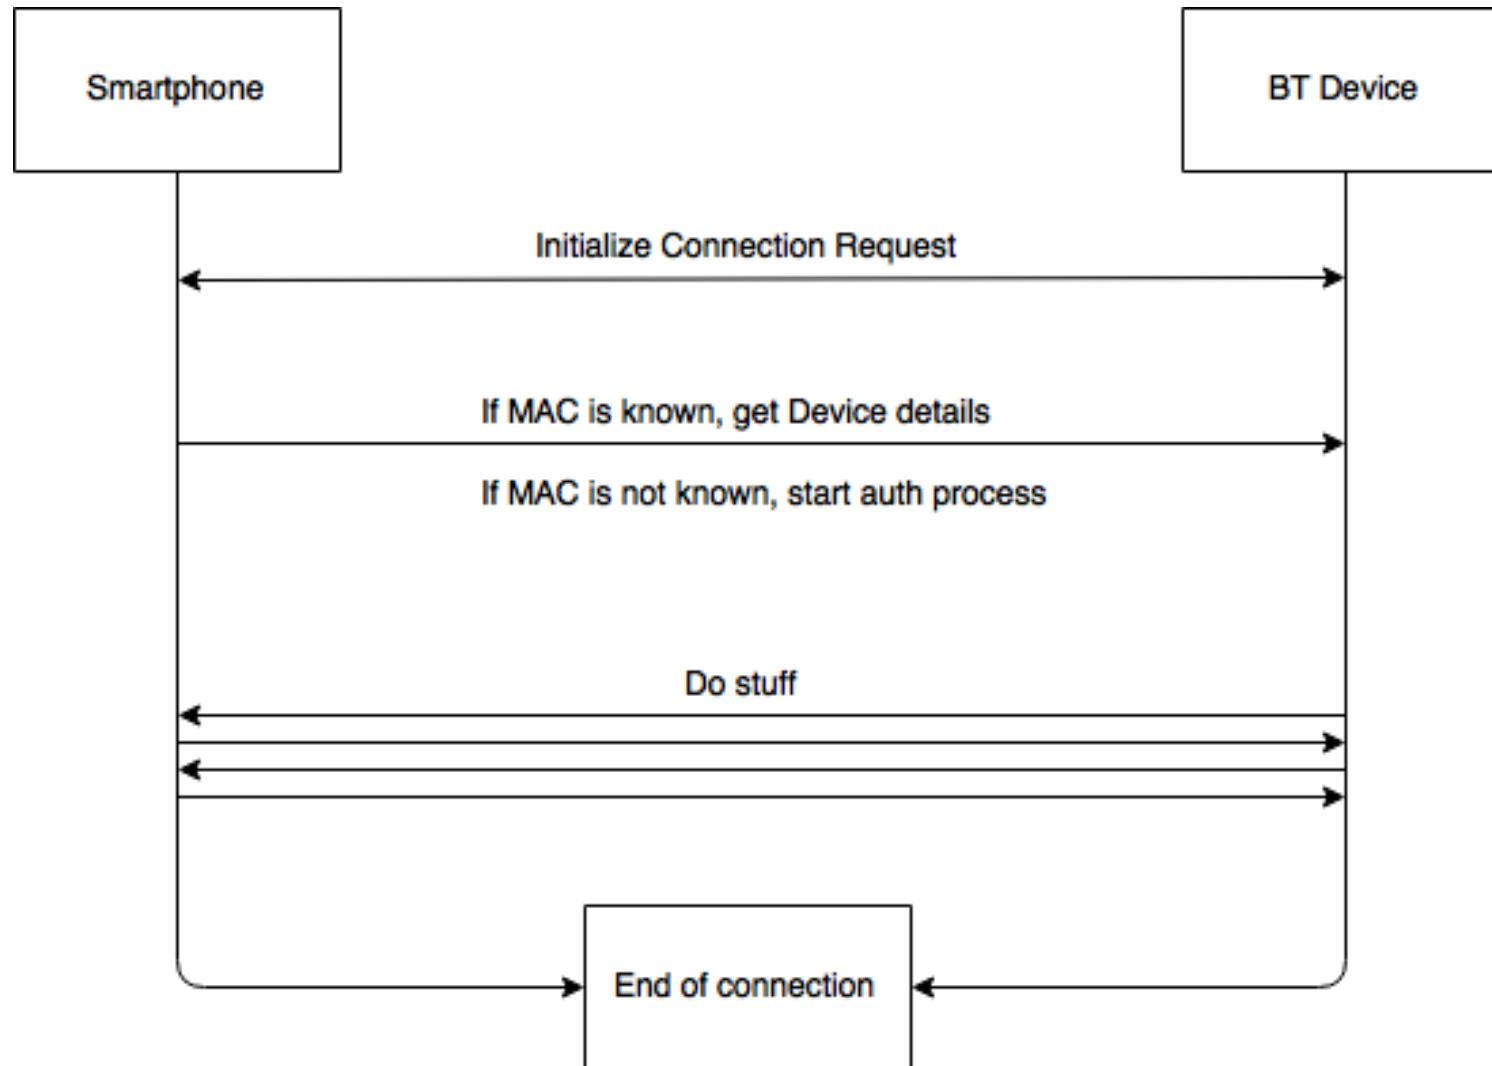 Smartphone
BT Device
Initialize Connection Request
If MAC is known, get Device details
If MAC is not known, start auth process
Do stuff
End of connection